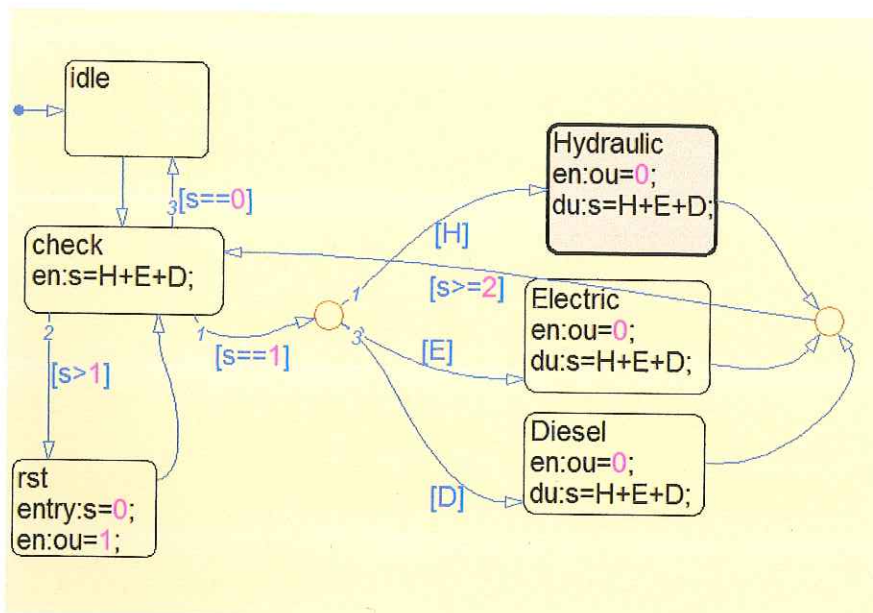 idle
[s==0]
3
check
en:s=H+E+D;
2
[s>1]
1
[s==1]
rst
entry:s=0;
en:ou=1;
1
3
[H]
[E]
[D]
[s>=2]
Hydraulic
en:ou=0;
du:s=H+E+D;
Electric
en:ou=0;
du:s=H+E+D;
Diesel
en:ou=0;
du:s=H+E+D;